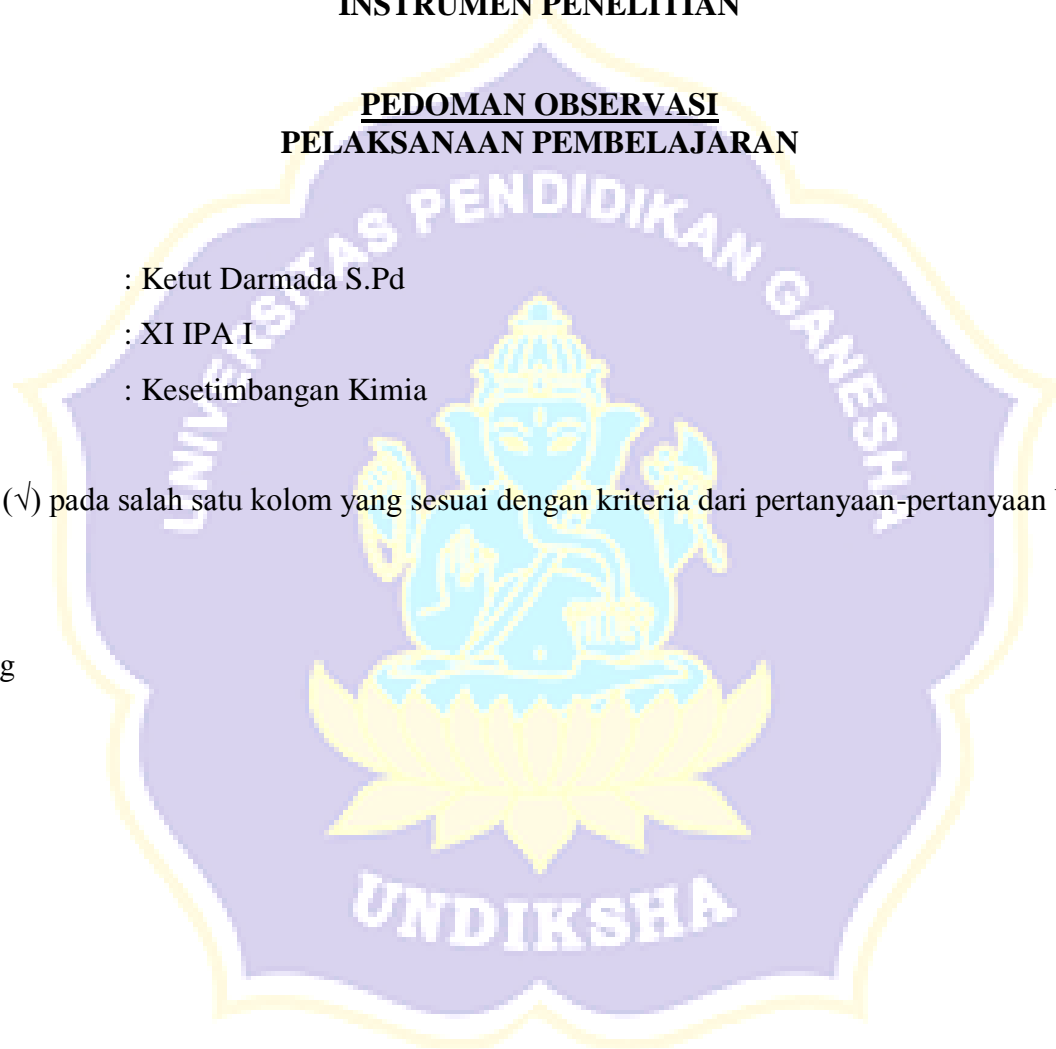 INSTRUMEN PENELITIAN
PEDOMAN OBSERVASI
PELAKSANAAN PEMBELAJARAN
UNIVERSITAS PENDIDIKAN GANESHA
: Ketut Darmada S.Pd
: XI IPA I
: Kesetimbangan Kimia
(√) pada salah satu kolom yang sesuai dengan kriteria dari pertanyaan-pertanyaan
g
UNDIKSHA